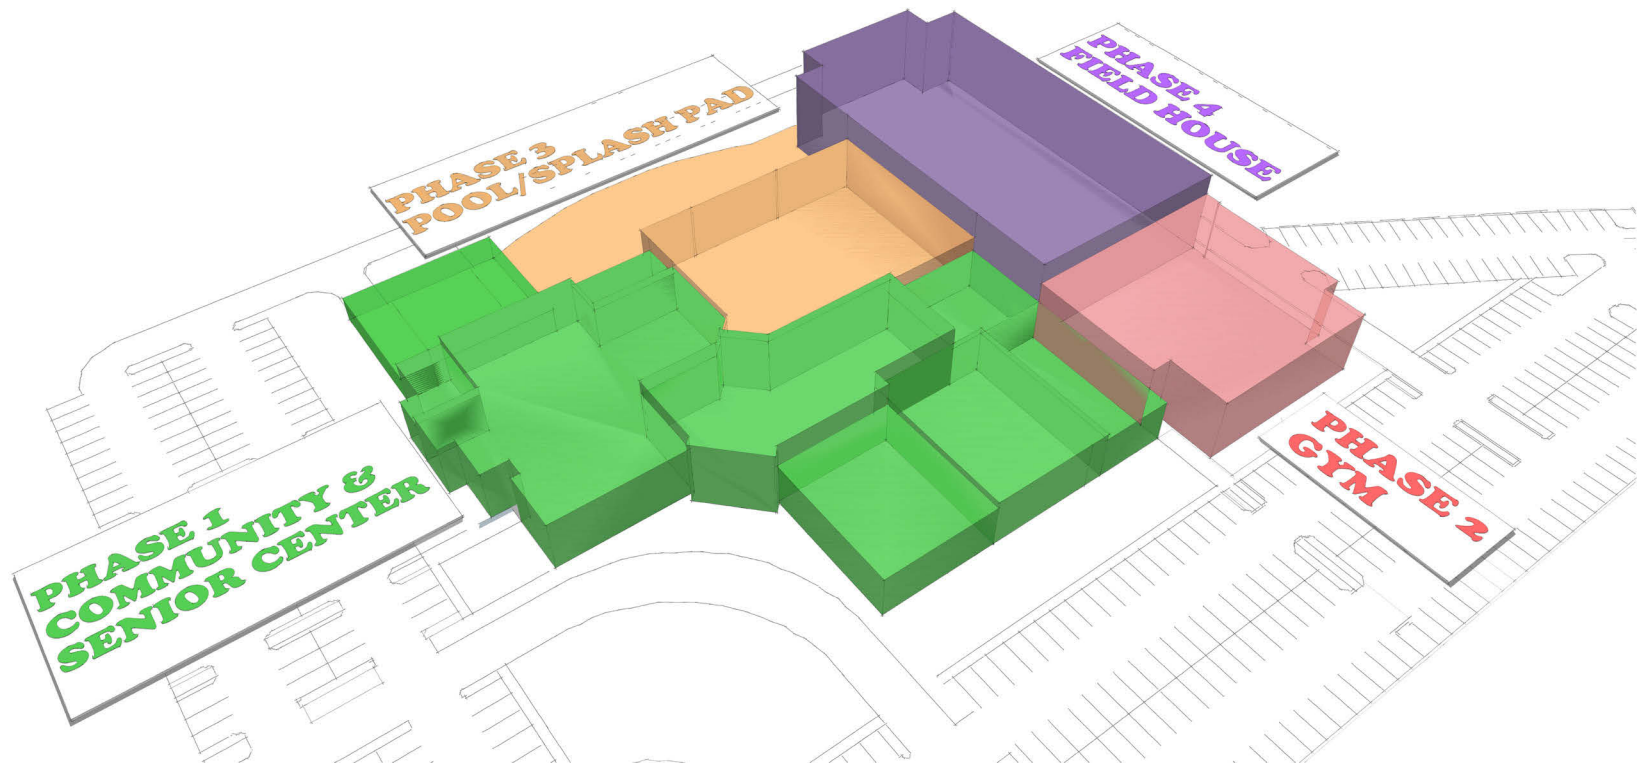 PHASE 3
POOL/SPLASH PAD
PHASE 4
FIELD HOUSE
PHASE 1
COMMUNITY &
SENIOR CENTER
PHASE 2
GYM